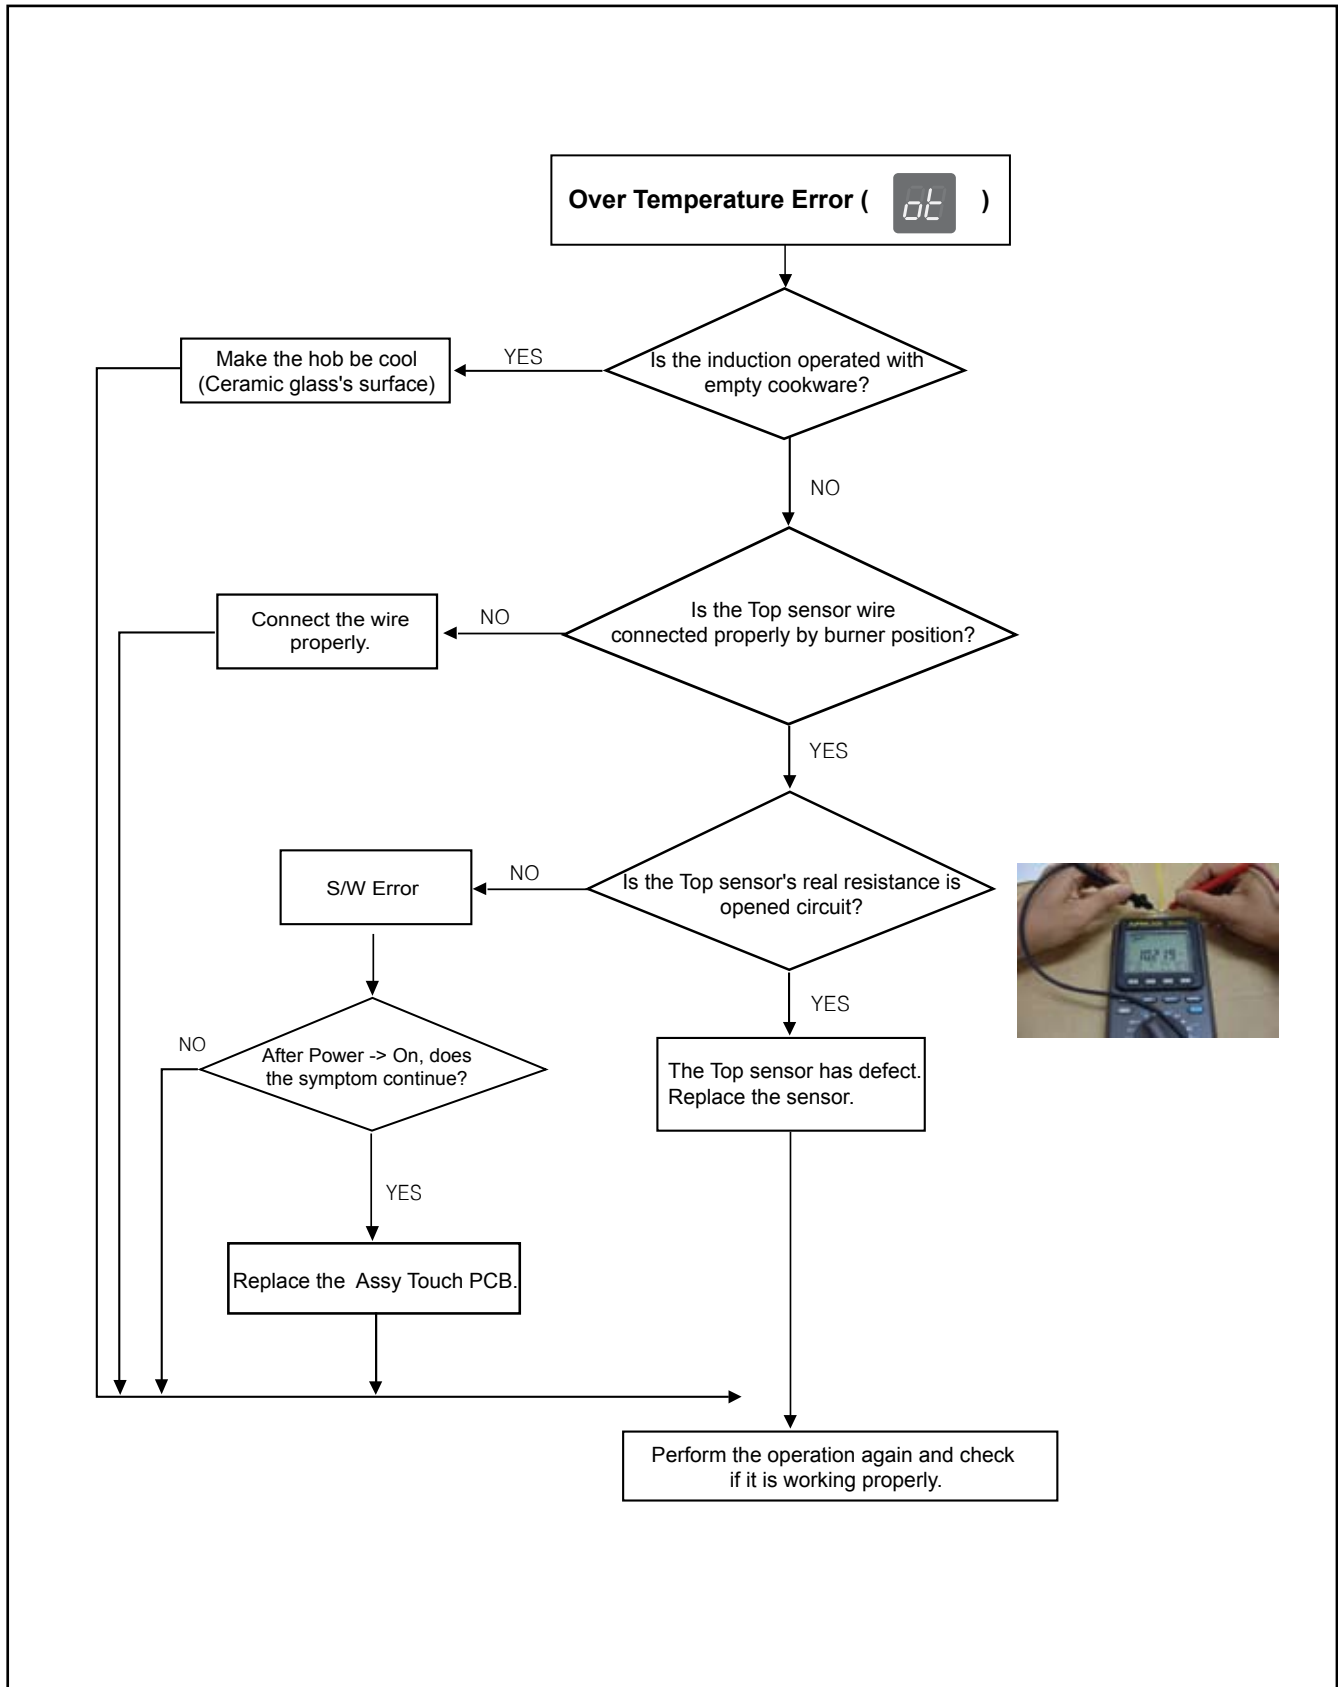 Over Temperature Error ( ot )
Is the induction operated with
empty cookware?
YES
Make the hob be cool
(Ceramic glass's surface)
NO
Is the Top sensor wire
connected properly by burner position?
NO
Connect the wire
properly.
YES
Is the Top sensor's real resistance is
opened circuit?
NO
S/W Error
YES
The Top sensor has defect.
Replace the sensor.
After Power -> On, does
the symptom continue?
NO
YES
Replace the  Assy Touch PCB.
Perform the operation again and check
if it is working properly.